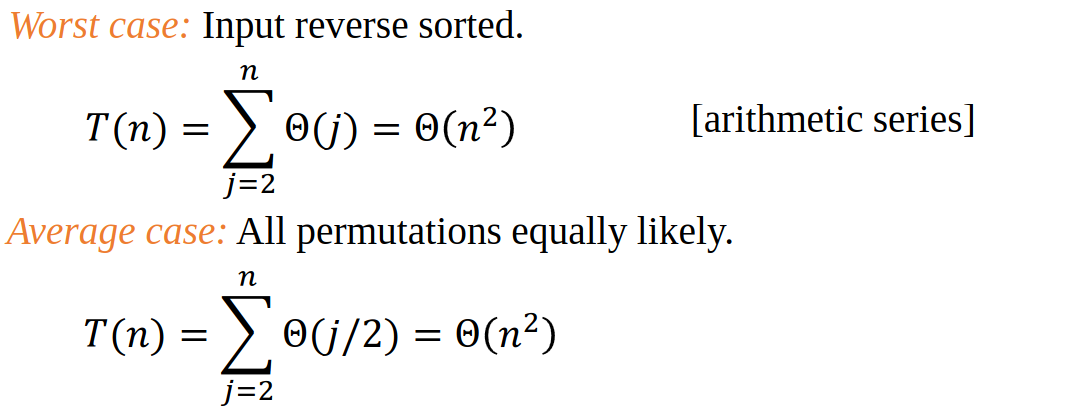 Worst case: Input reverse sorted.
n
T(n) = ∑ Θ(j) = Θ(n²) [arithmetic series]
j=2
Average case: All permutations equally likely.
n
T(n) = ∑ Θ(j/2) = Θ(n²)
j=2